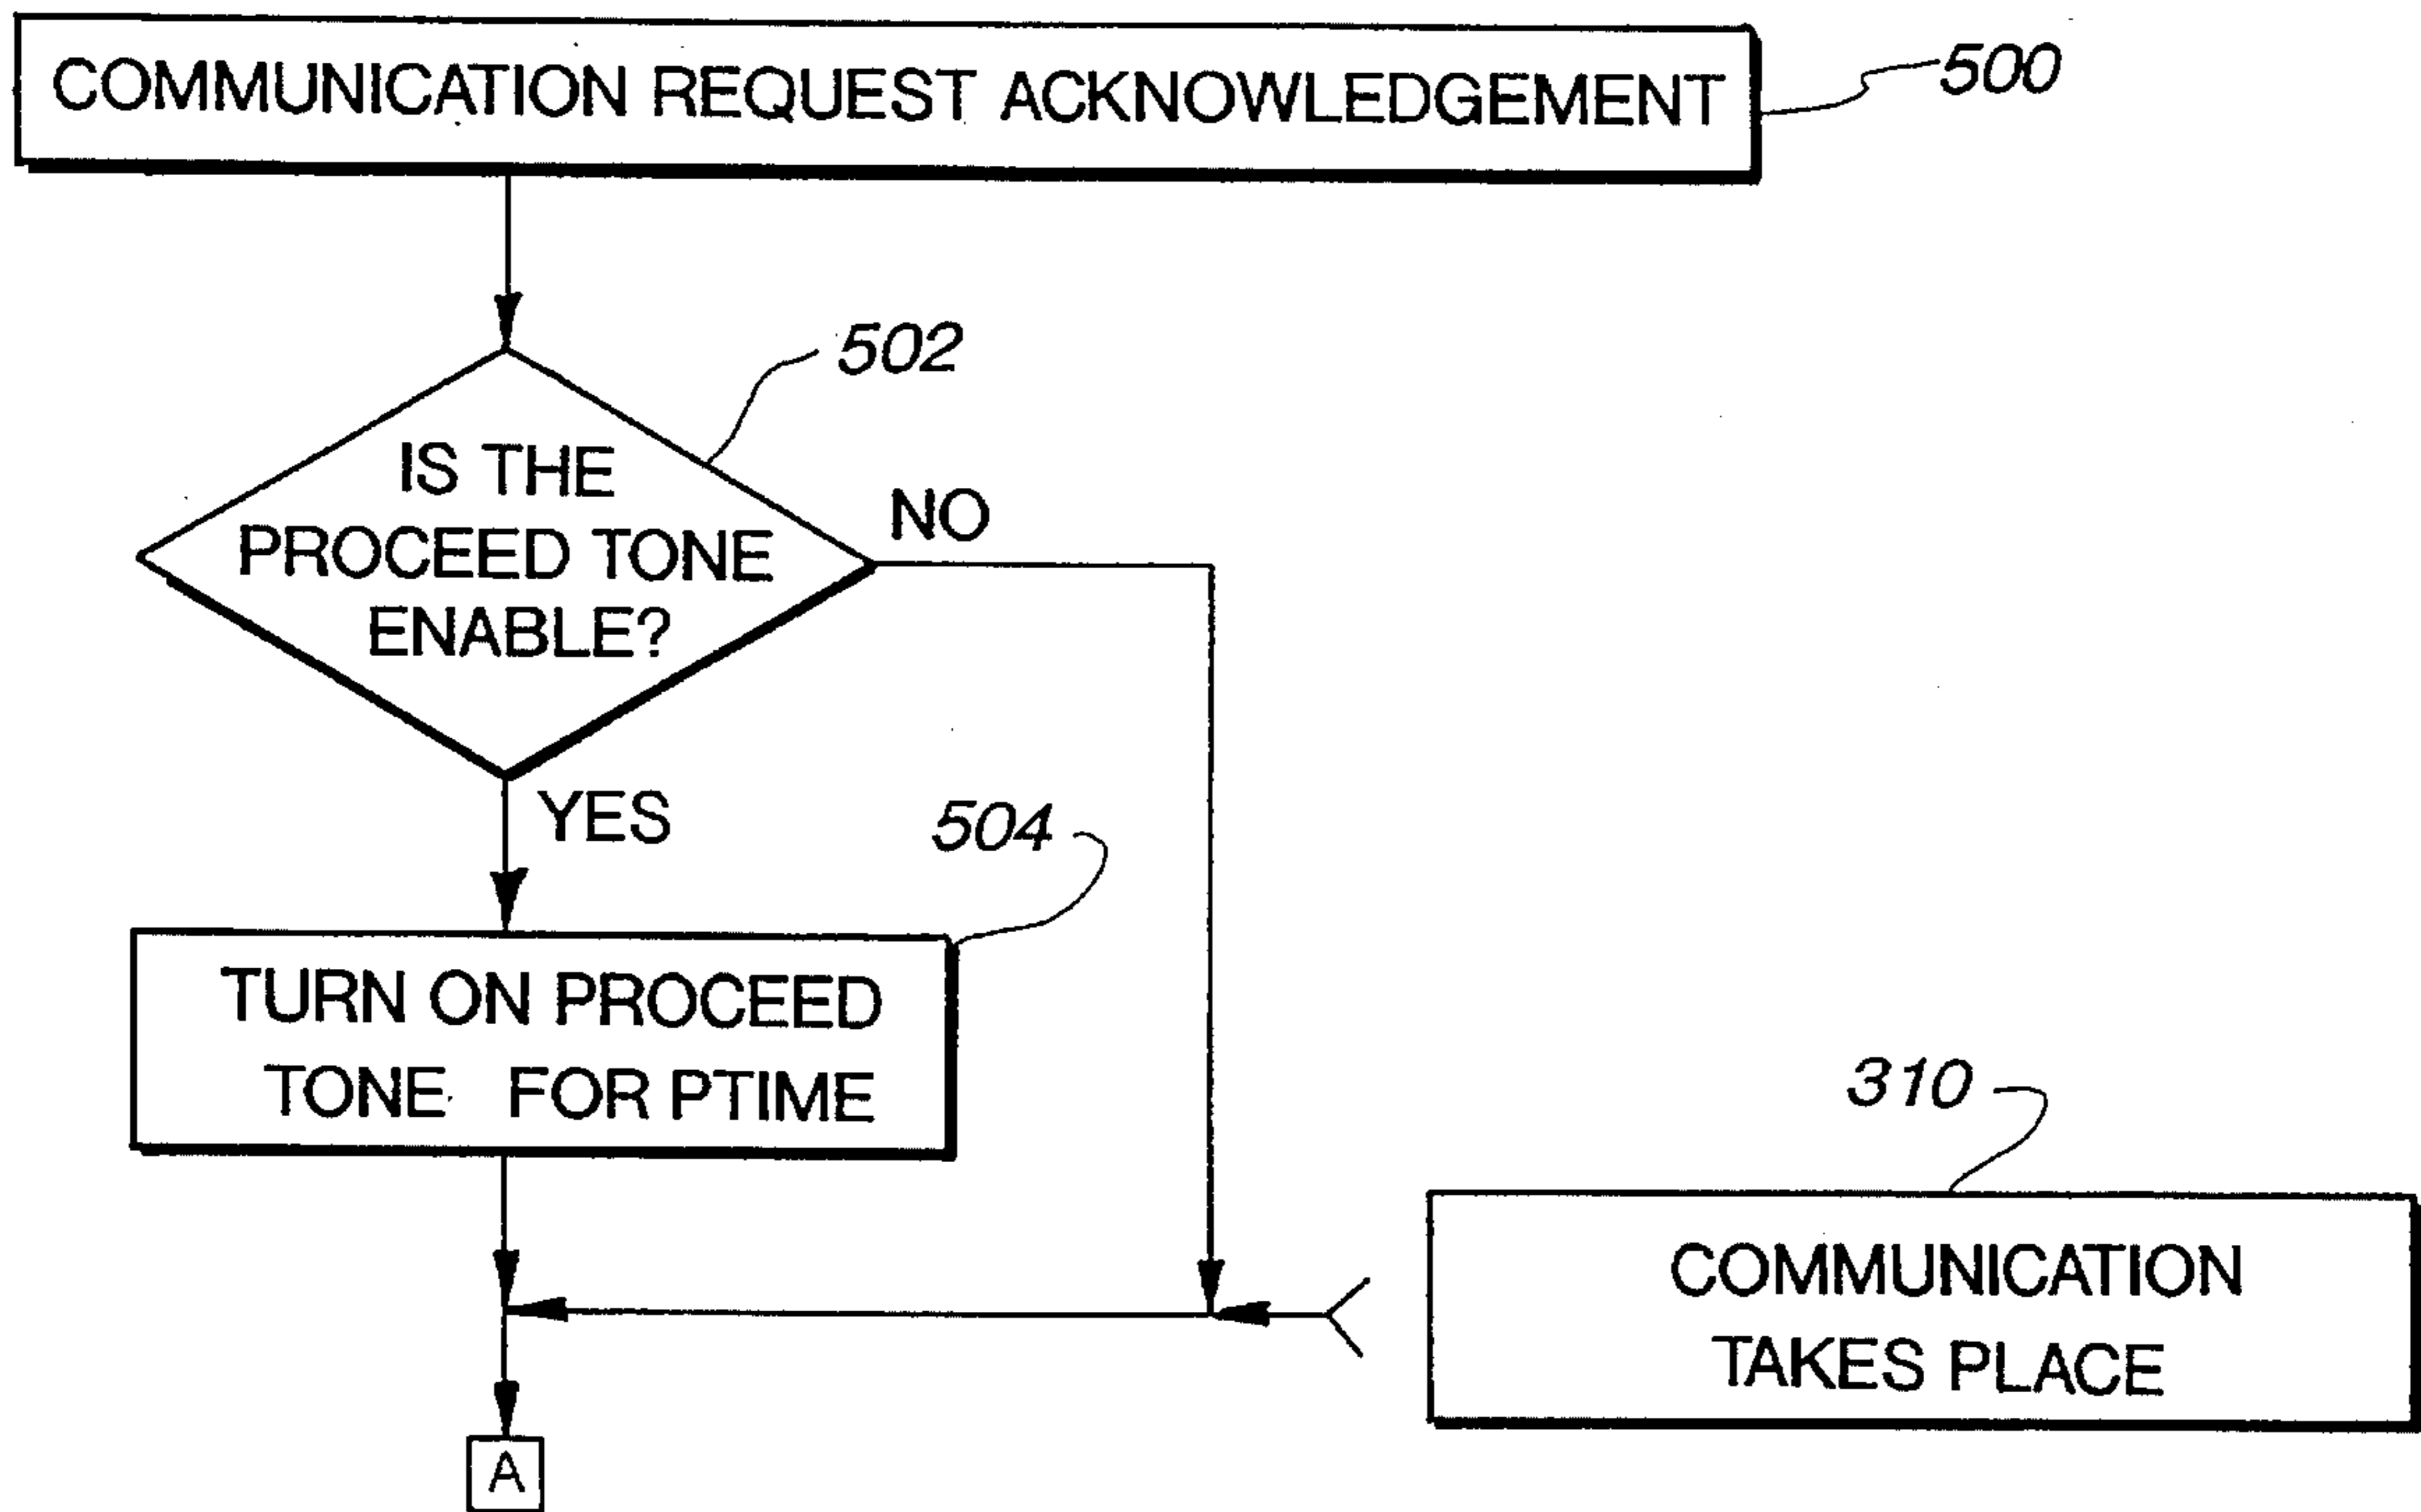 COMMUNICATION REQUEST ACKNOWLEDGEMENT
500
502
IS THE
PROCEED TONE
ENABLE?
NO
YES
504
TURN ON PROCEED
TONE FOR PTIME
310
COMMUNICATION
TAKES PLACE
A